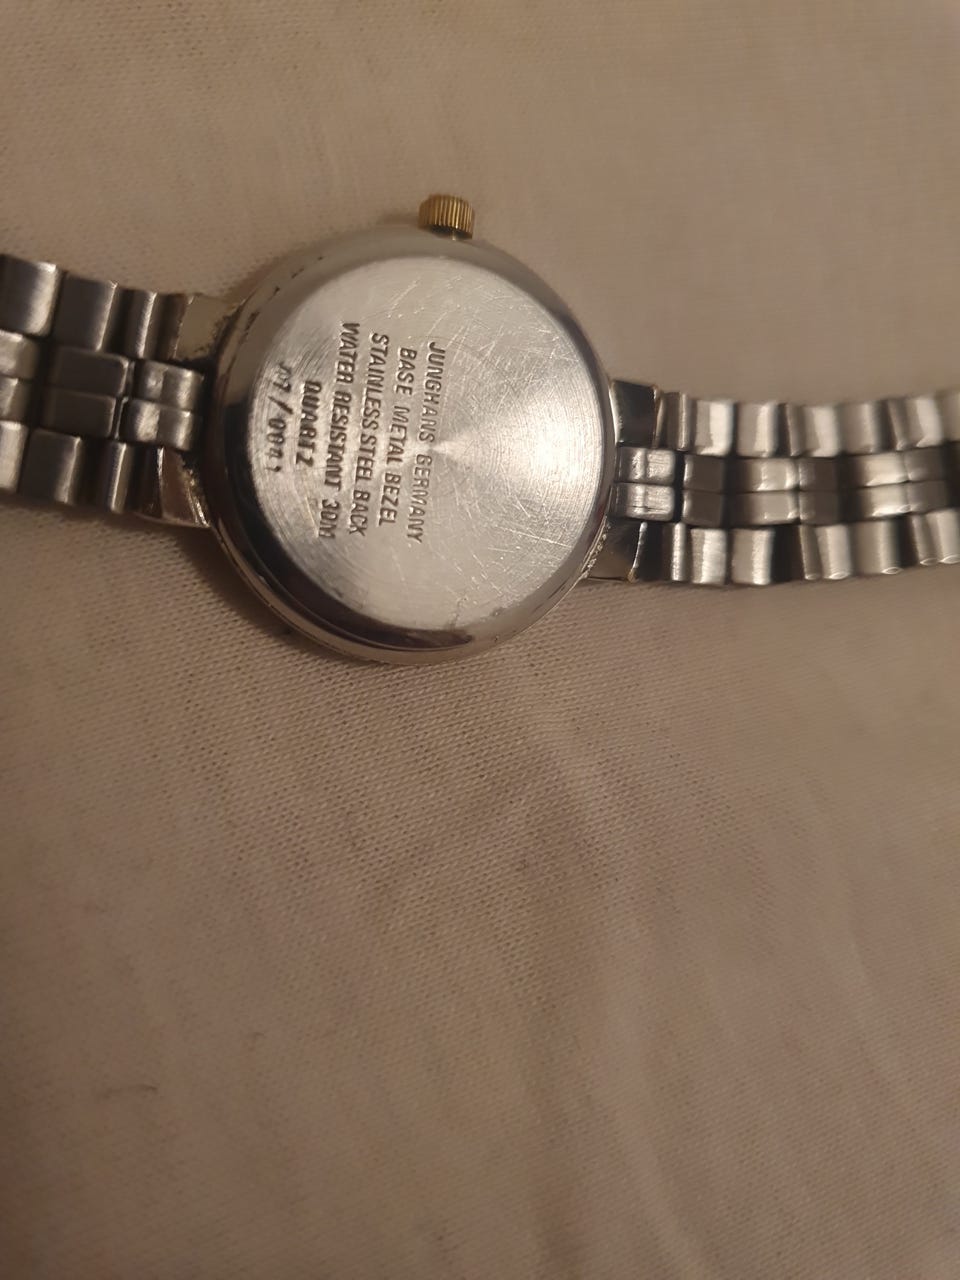 JUNGHANS GERMANY
BASE METAL BEZEL
STAINLESS STEEL BACK
WATER RESISTANT 30M
QUARTZ